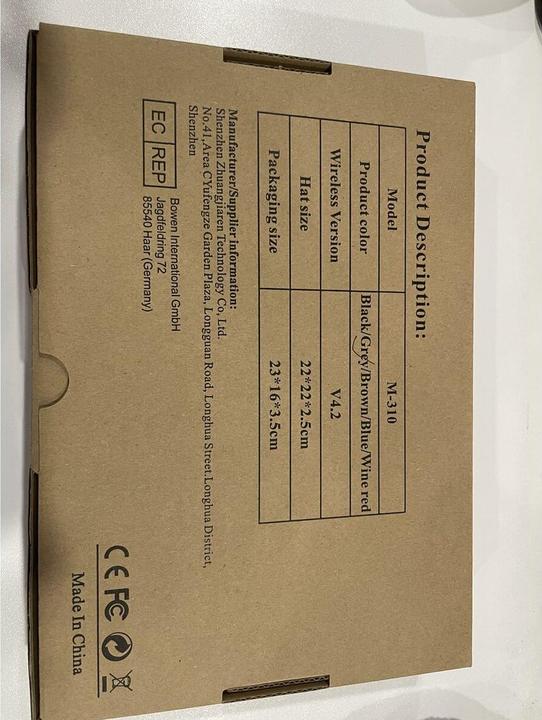 Product Description:
Model M-310
Product color Black/Grey/Brown/Blue/Wine red
Wireless Version V4.2
Hat size 22*22*2.5cm
Packaging size 23*16*3.5cm
Manufacturer/Supplier information:
Shenzhen Zhuangjiaren Technology Co, Ltd.
No.41,Area CYufengze Garden Plaza, Longguan Road, Longhua Street.Longhua District,
Shenzhen
EC REP
Bowen International GmbH
Jagdfeldring 72
85540 Haar (Germany)
CE FC
Made In China